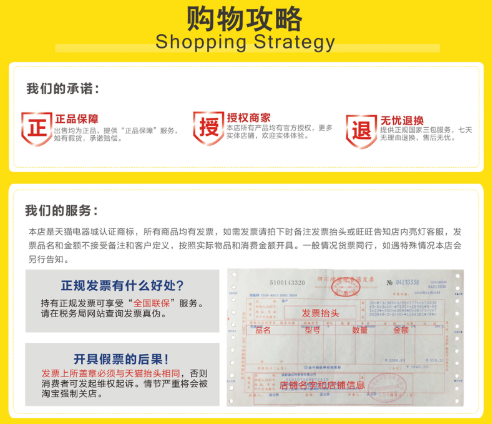 购物攻略
Shopping Strategy
我们的承诺：
正
正品保障
出售均为正品，提供“正品保障”服务。
如有假货、承诺赔偿。
授
授权商家
本店所有产品均有官方授权，更多
实体店铺，欢迎实体体验。
退
无忧退换
提供正规国家三包服务，七天
无理由退换，售后无忧。
我们的服务：
本店是天猫电器城认证商标，所有商品均有发票，如需发票请拍下时备注发票抬头或旺旺告知店内亮灯客服，发
票品名和金额不接受备注和客户定义，按照实际物品和消费金额开具。一般情况货票同行，如遇特殊情况本店会
另行告知。
正规发票有什么好处？
持有正规发票可享受“全国联保”服务。
请在税务局网站查询发票真伪。
开具假票的后果！
发票上所盖章必须与天猫抬头相同，否则
消费者可发起维权起诉。情节严重将会被
淘宝强制关店。
发票抬头
品名 型号 数量 金额
店铺名字和店铺信息